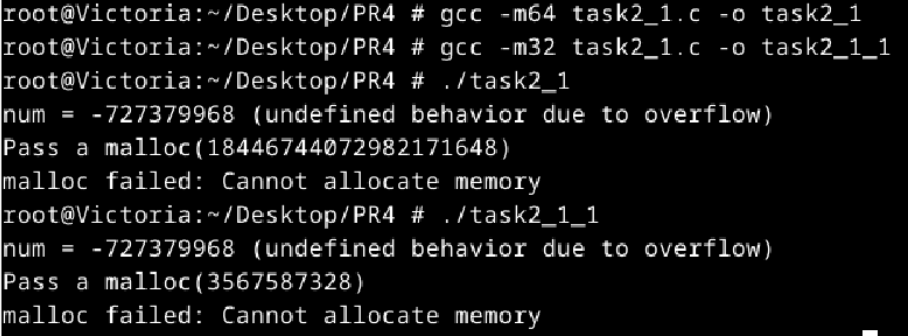 root@Victoria:~/Desktop/PR4 # gcc -m64 task2_1.c -o task2_1
root@Victoria:~/Desktop/PR4 # gcc -m32 task2_1.c -o task2_1_1
root@Victoria:~/Desktop/PR4 # ./task2_1
num = -727379968 (undefined behavior due to overflow)
Pass a malloc(18446744072982171648)
malloc failed: Cannot allocate memory
root@Victoria:~/Desktop/PR4 # ./task2_1_1
num = -727379968 (undefined behavior due to overflow)
Pass a malloc(3567587328)
malloc failed: Cannot allocate memory